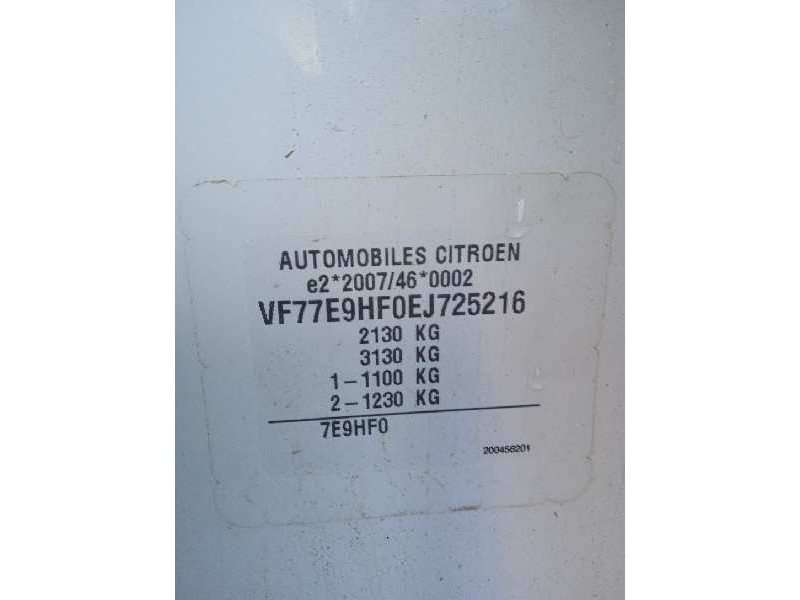 AUTOMOBILES CITROEN
e2*2007/46*0002
VF77E9HF0EJ725216
2130 KG
3130 KG
1-1100 KG
2-1230 KG
7E9HF0
200456201